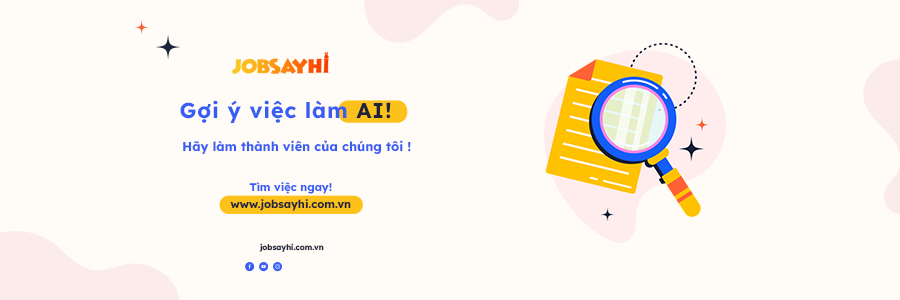 JOBSAYHI
Gợi ý việc làm AI!
Hãy làm thành viên của chúng tôi !
Tìm việc ngay!
www.jobsayhi.com.vn
jobsayhi.com.vn